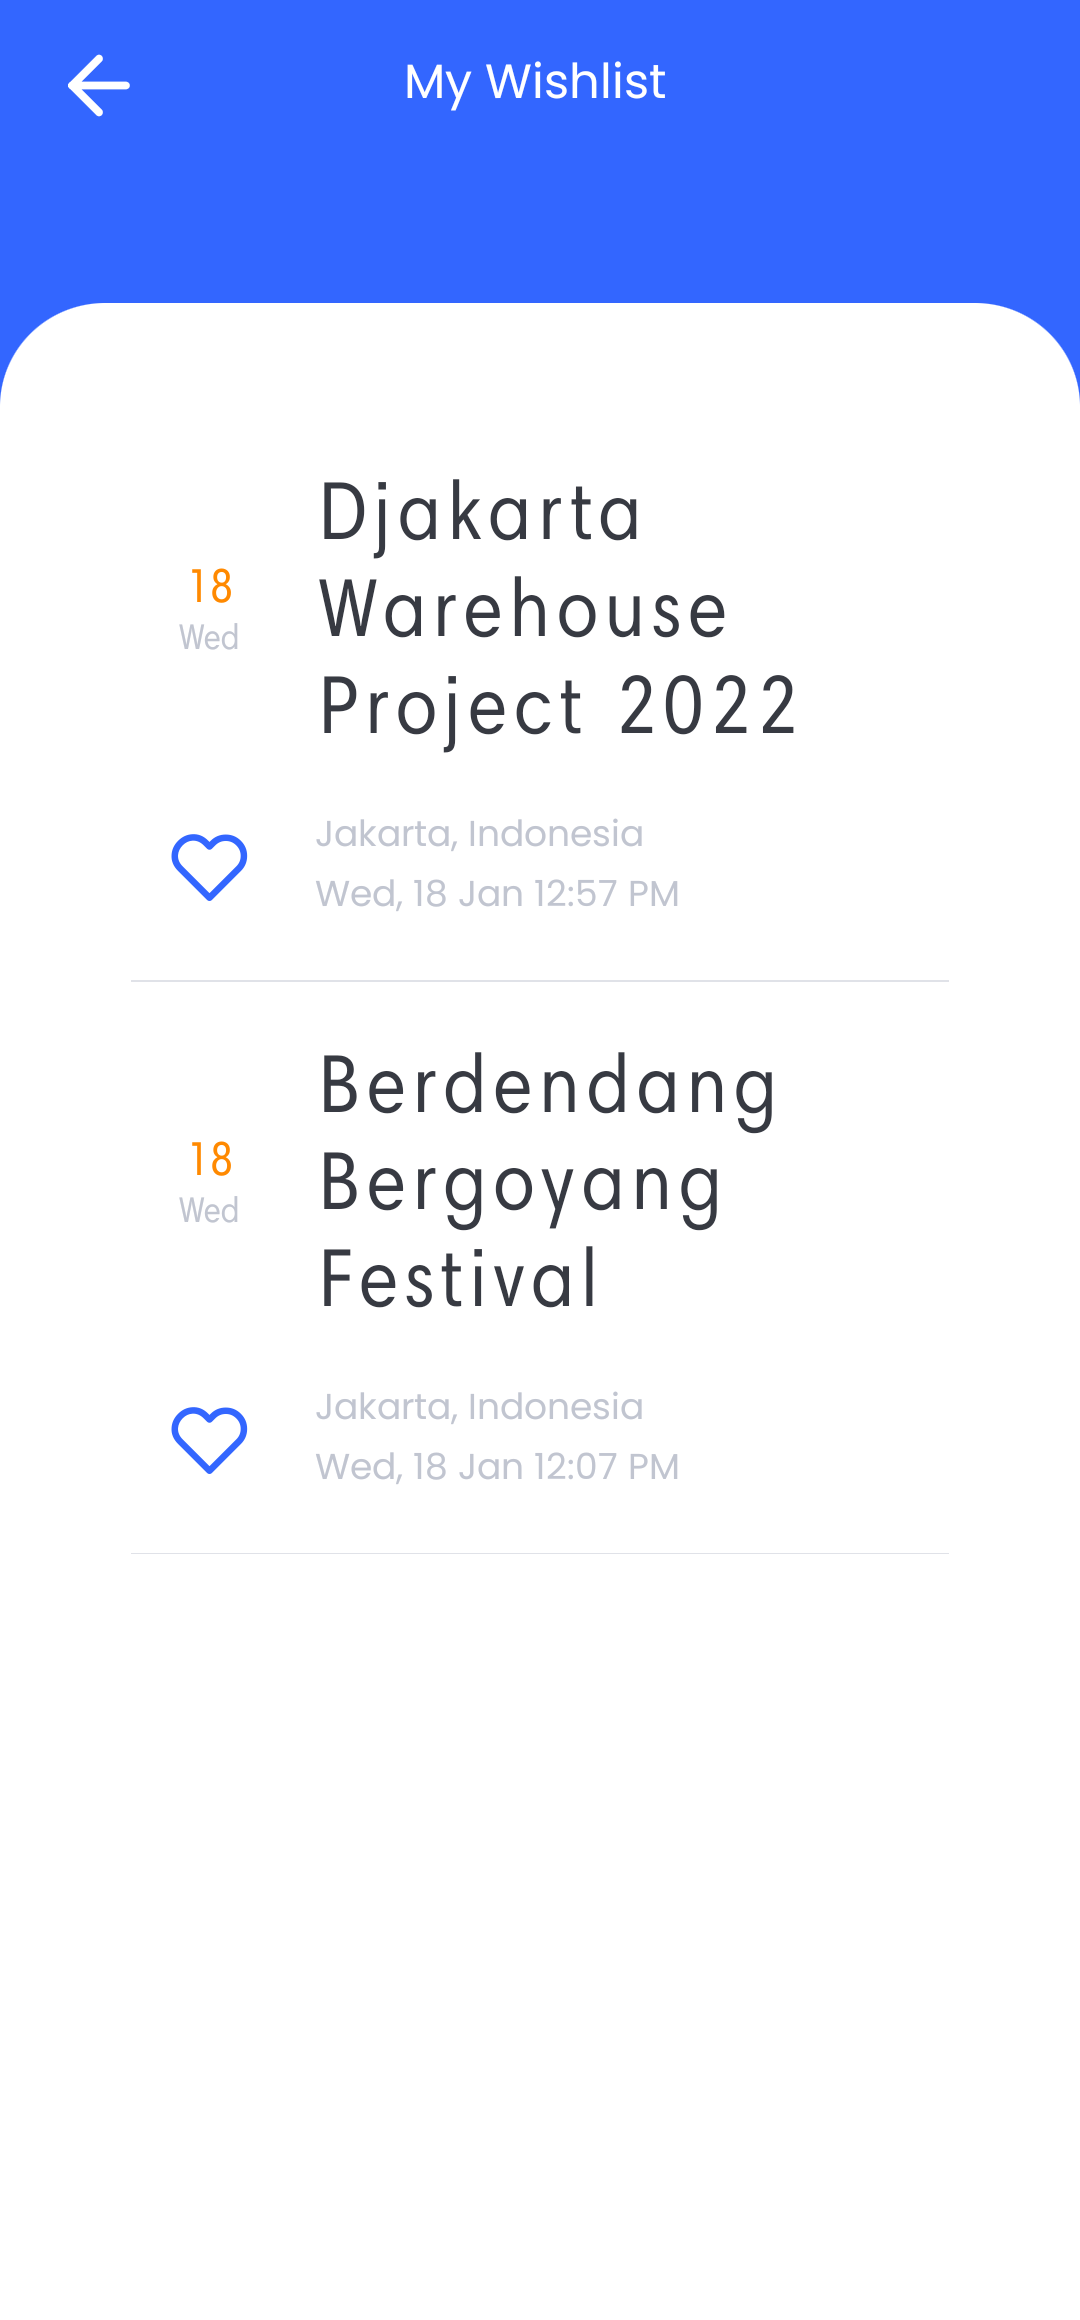 My Wishlist
18
Wed
Djakarta
Warehouse
Project 2022
Jakarta, Indonesia
Wed, 18 Jan 12:57 PM
18
Wed
Berdendang
Bergoyang
Festival
Jakarta, Indonesia
Wed, 18 Jan 12:07 PM